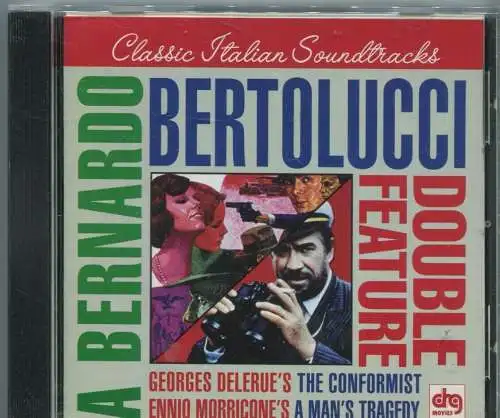 Classic Italian Soundtracks
A BERNARDO
BERTOLUCCI
DOUBLE
FEATURE
GEORGES DELERUE'S THE CONFORMIST
ENNIO MORRICONE'S A MAN'S TRAGEDY
drg
MOVIES